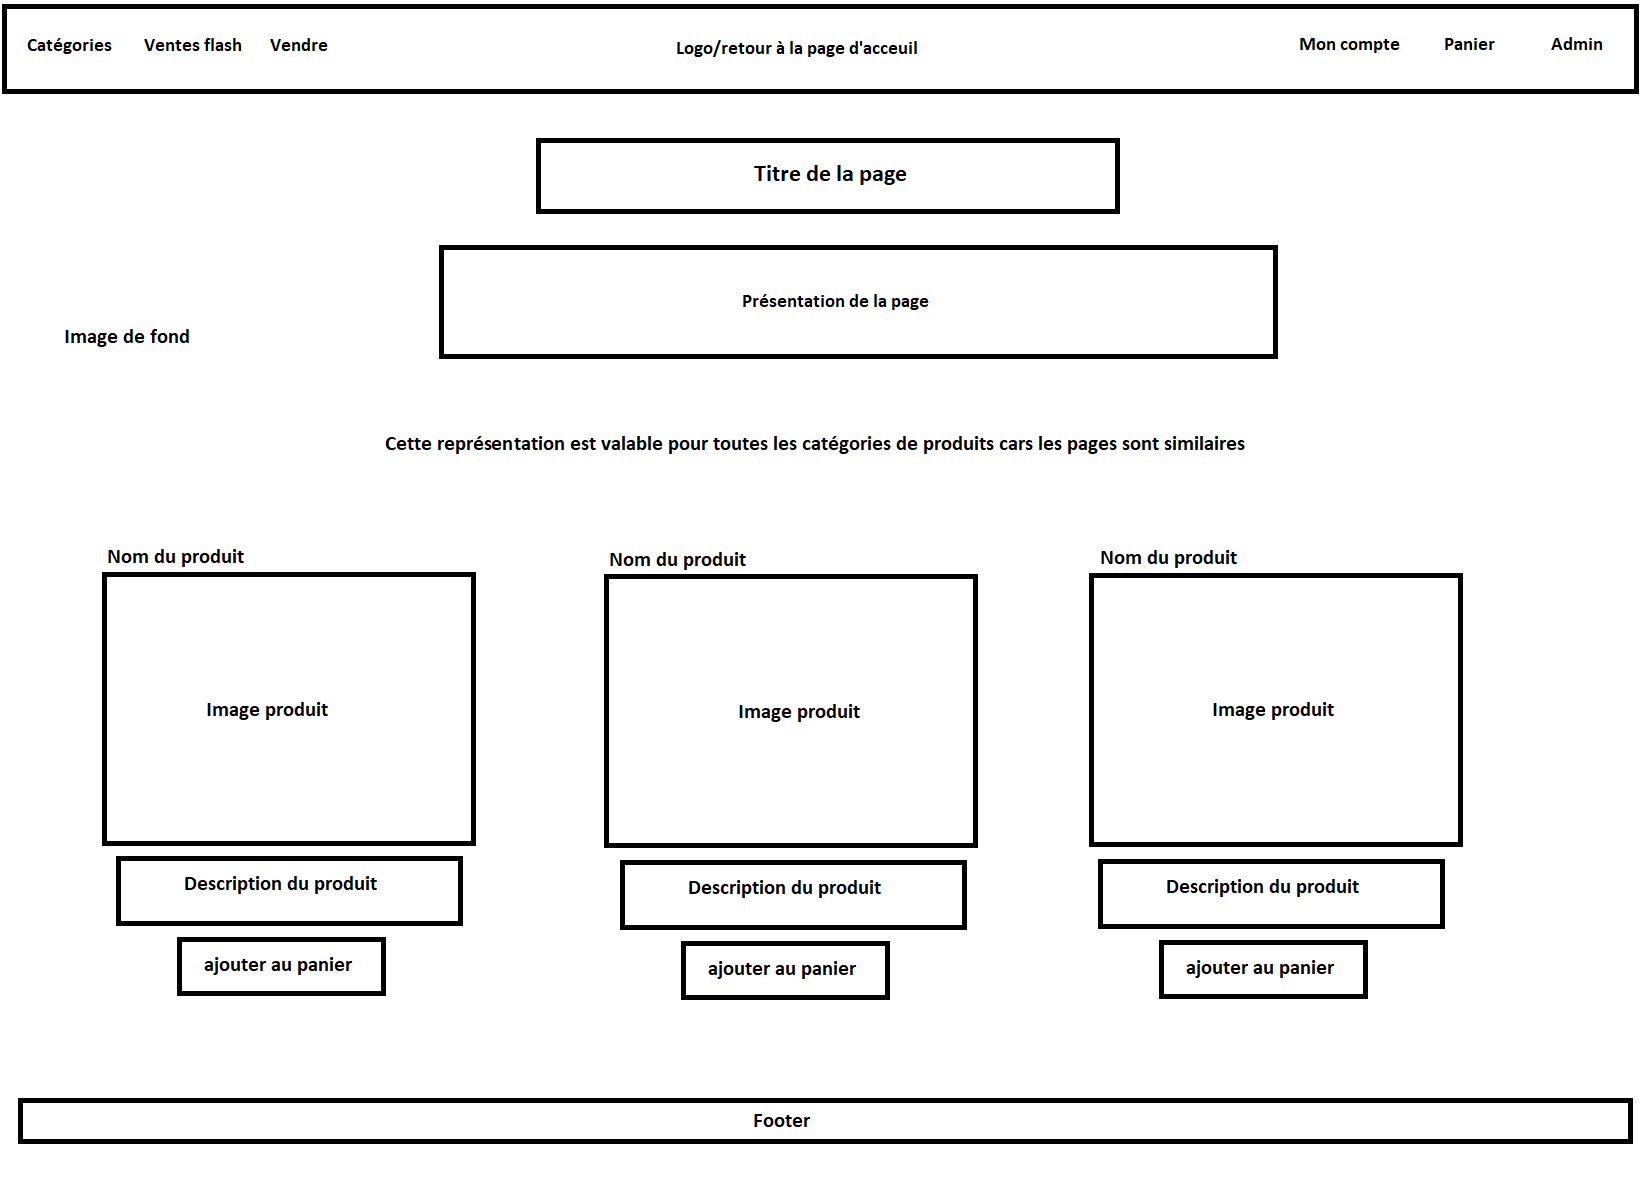 Catégories Ventes flash Vendre Logo/retour à la page d'acceuil Mon compte Panier Admin
Titre de la page
Présentation de la page
Image de fond
Cette représentation est valable pour toutes les catégories de produits cars les pages sont similaires
Nom du produit Nom du produit Nom du produit
Image produit Image produit Image produit
Description du produit Description du produit Description du produit
ajouter au panier ajouter au panier ajouter au panier
Footer